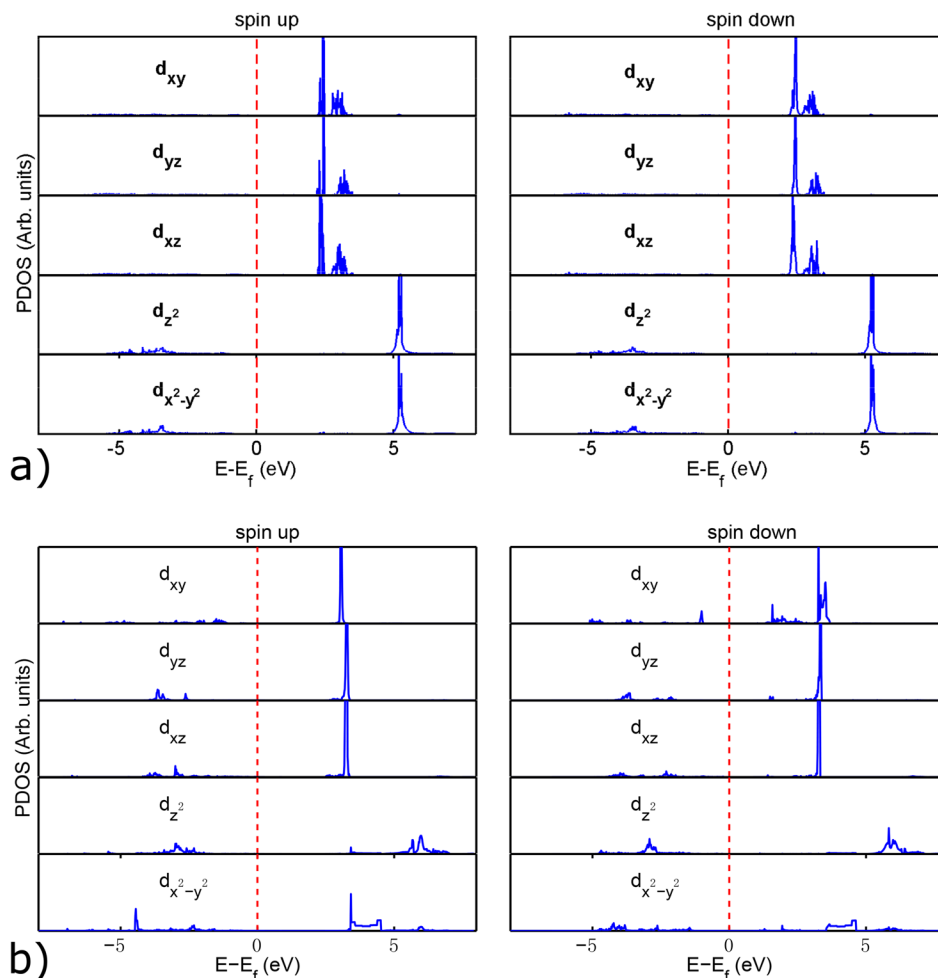 spin up spin down
d_xy d_xy
d_yz d_yz
PDOS (Arb. units)
d_xz d_xz
d_z² d_z²
d_x²-y² d_x²-y²
-5 0 5 -5 0 5
a) E-E_f (eV) E-E_f (eV)
spin up spin down
d_xy d_xy
d_yz d_yz
PDOS (Arb. units)
d_xz d_xz
d_z² d_z²
d_x²−y² d_x²−y²
−5 0 5 −5 0 5
b) E−E_f (eV) E−E_f (eV)